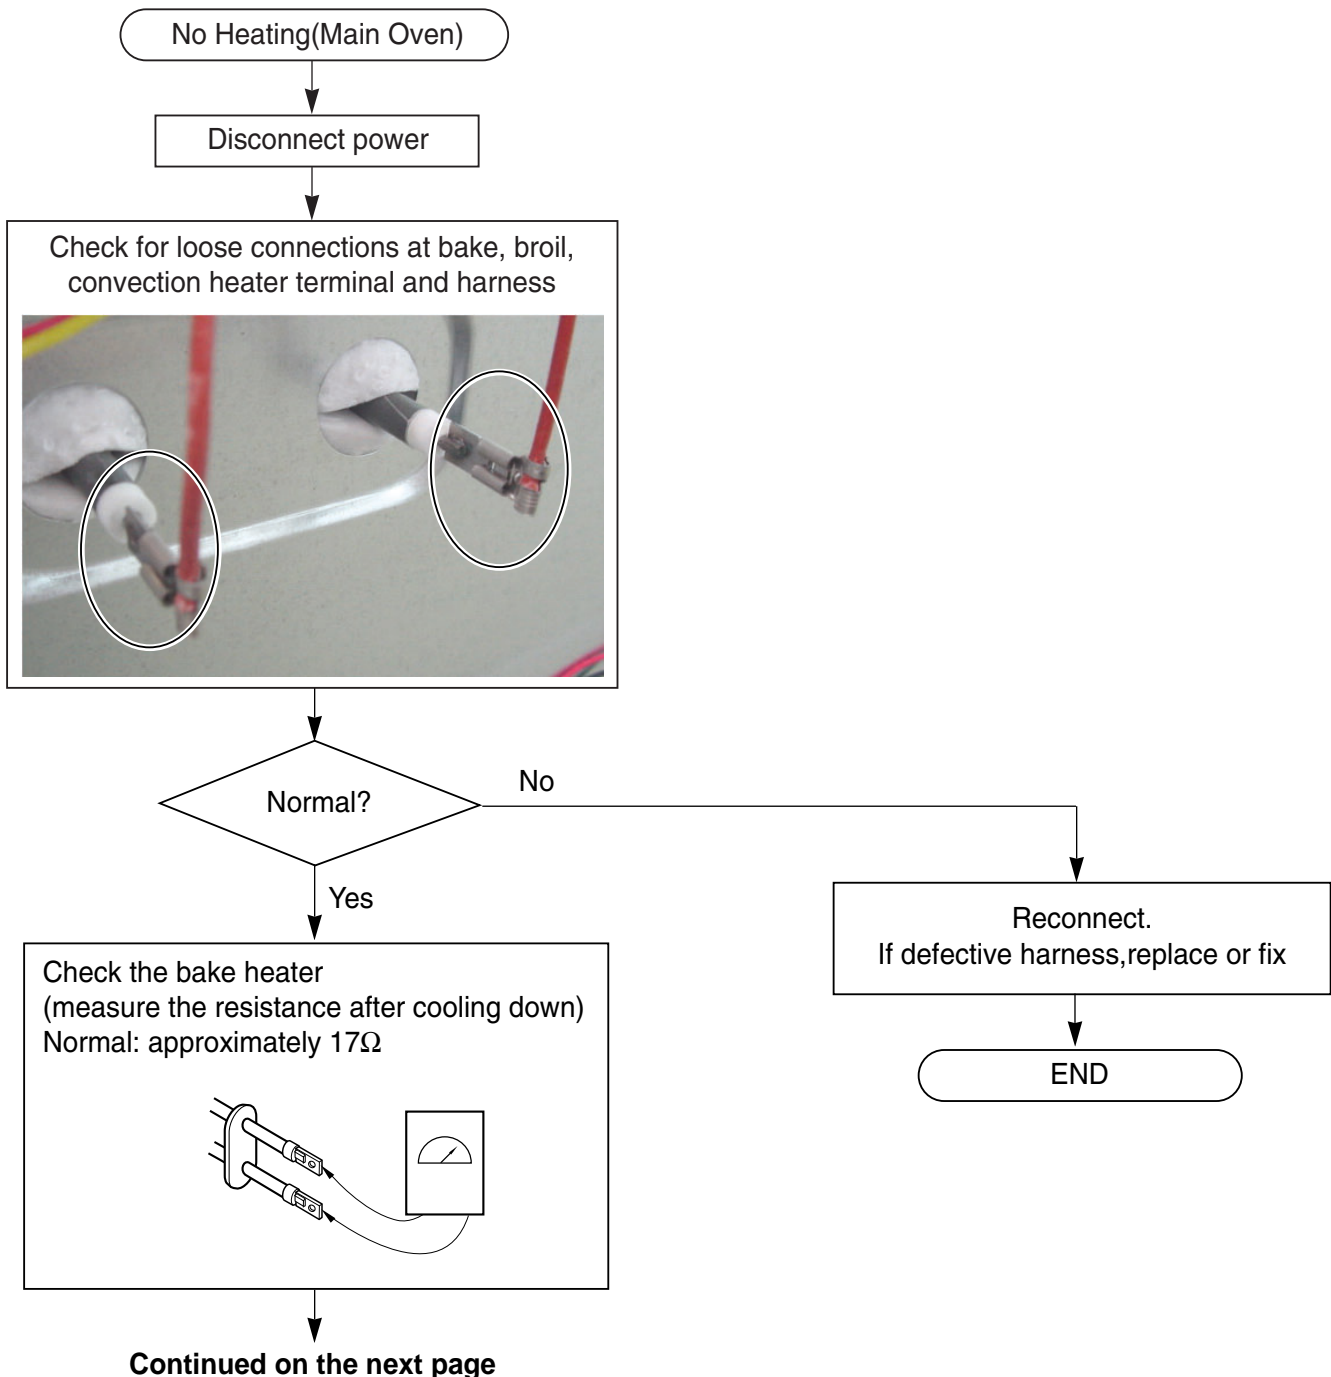 No Heating(Main Oven)
Disconnect power
Check for loose connections at bake, broil,
convection heater terminal and harness
Normal?
No
Yes
Reconnect.
If defective harness,replace or fix
END
Check the bake heater
(measure the resistance after cooling down)
Normal: approximately 17Ω
Continued on the next page